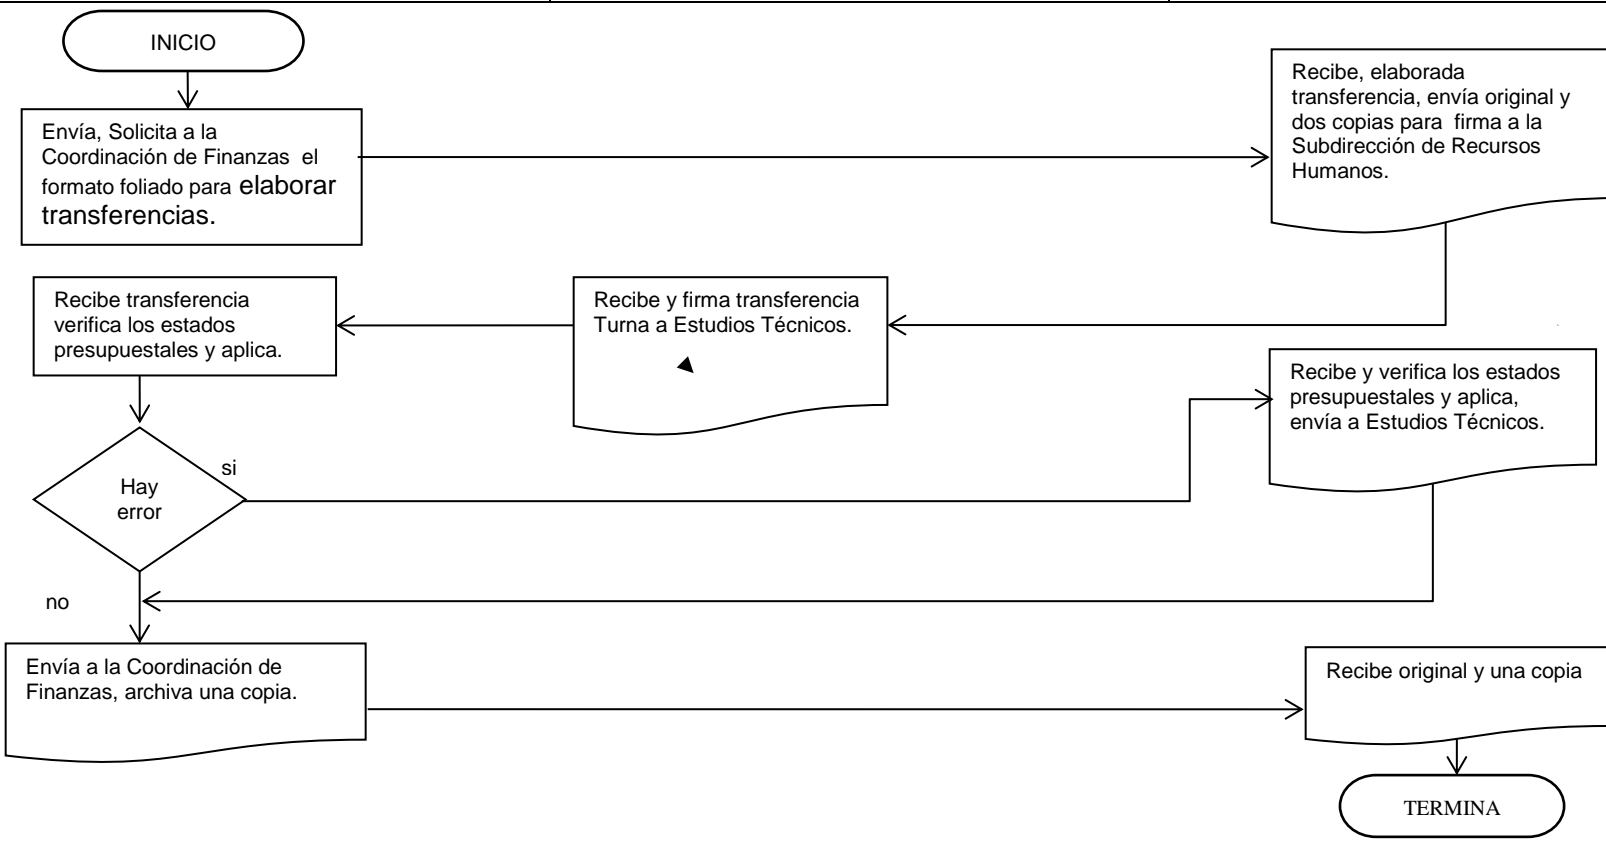 INICIO
Envía, Solicita a la
Coordinación de Finanzas el
formato foliado para elaborar
transferencias.
Recibe, elaborada
transferencia, envía original y
dos copias para firma a la
Subdirección de Recursos
Humanos.
Recibe y firma transferencia
Turna a Estudios Técnicos.
Recibe transferencia
verifica los estados
presupuestales y aplica.
Hay
error
si
Recibe y verifica los estados
presupuestales y aplica,
envía a Estudios Técnicos.
no
Envía a la Coordinación de
Finanzas, archiva una copia.
Recibe original y una copia
TERMINA